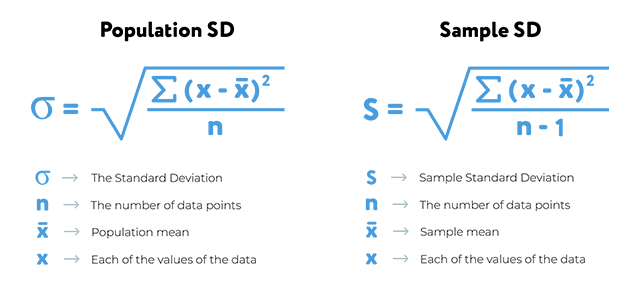 Population SD
σ = √(Σ (x - x̄)² / n)
σ → The Standard Deviation
n → The number of data points
x̄ → Population mean
x → Each of the values of the data
Sample SD
s = √(Σ (x - x̄)² / n - 1)
s → Sample Standard Deviation
n → The number of data points
x̄ → Sample mean
x → Each of the values of the data